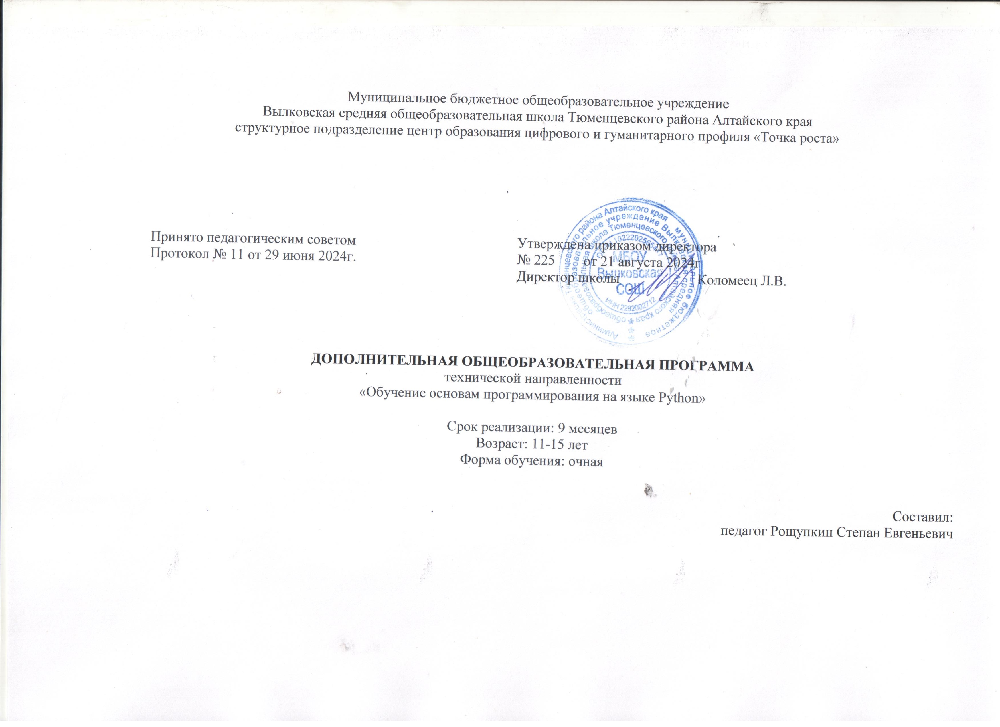 Муниципальное бюджетное общеобразовательное учреждение
Вылковская средняя общеобразовательная школа Тюменцевского района Алтайского края
структурное подразделение центр образования цифрового и гуманитарного профиля «Точка роста»
Принято педагогическим советом
Протокол № 11 от 29 июня 2024г.
Утверждена приказом директора
№ 225 от 21 августа 2024г
Директор школы Коломеец Л.В.
Администрация Тюменцевского района Алтайского края
муниципальное бюджетное
общеобразовательное учреждение Вылковская средняя
общеобразовательная школа Тюменцевского района Алтайского края
МБОУ
Вылковская
СОШ
ИНН 2282002712
ДОПОЛНИТЕЛЬНАЯ ОБЩЕОБРАЗОВАТЕЛЬНАЯ ПРОГРАММА
технической направленности
«Обучение основам программирования на языке Python»
Срок реализации: 9 месяцев
Возраст: 11-15 лет
Форма обучения: очная
Составил:
педагог Рощупкин Степан Евгеньевич